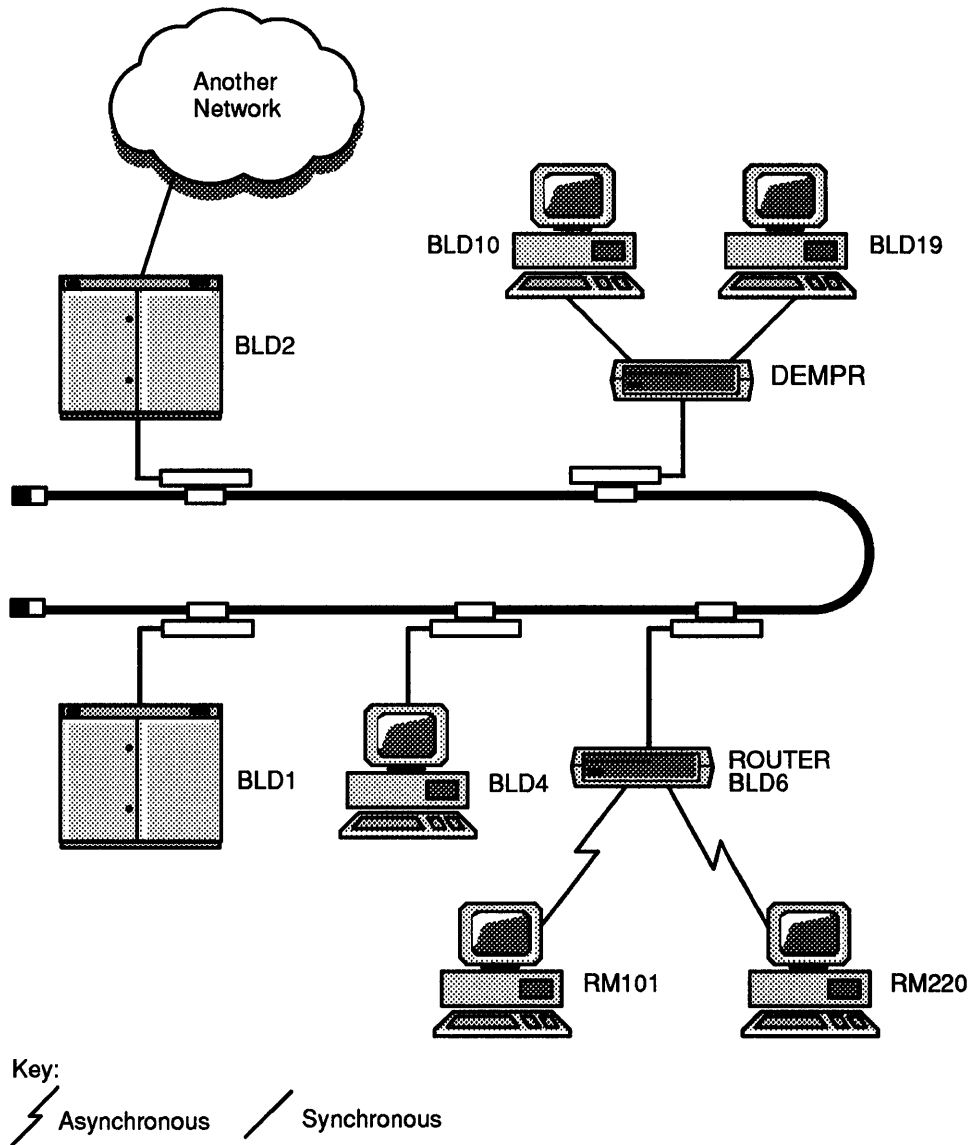 Another
Network
BLD10
BLD19
BLD2
DEMPR
BLD1
BLD4
ROUTER
BLD6
RM101
RM220
Key:
Asynchronous
Synchronous